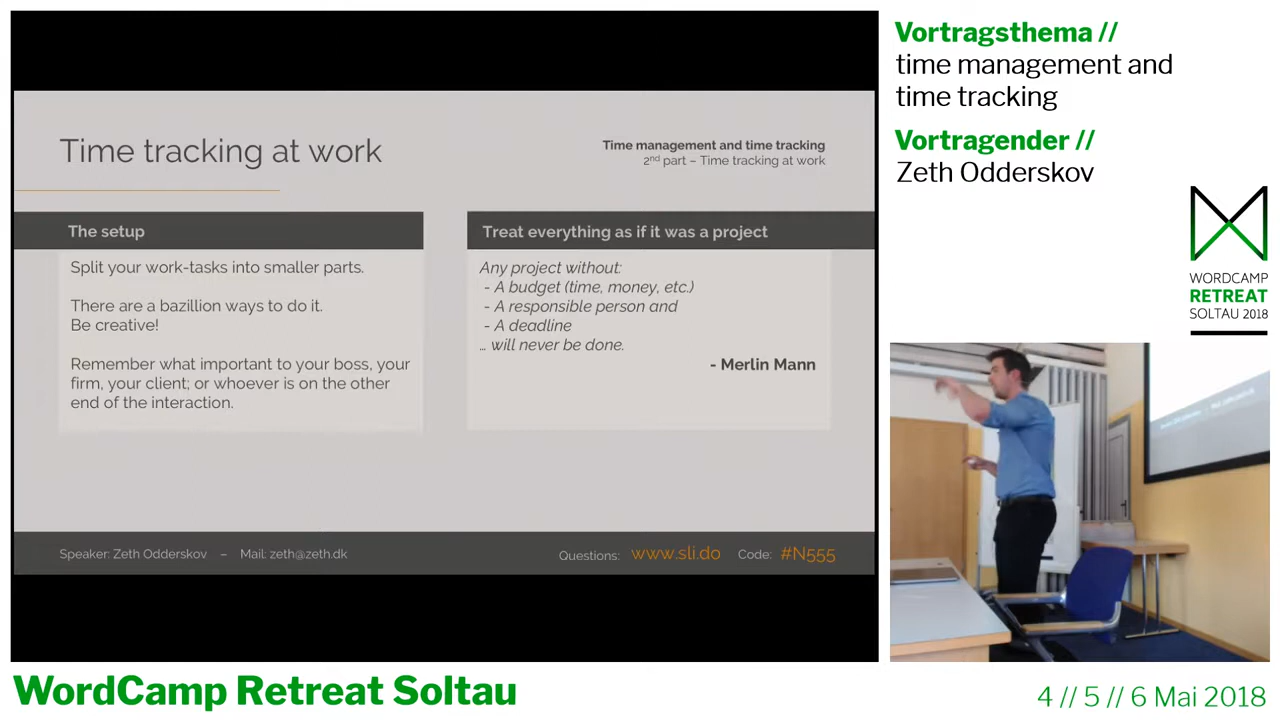 Time tracking at work
Time management and time tracking
2nd part – Time tracking at work
The setup
Split your work-tasks into smaller parts.
There are a bazillion ways to do it.
Be creative!
Remember what important to your boss, your
firm, your client; or whoever is on the other
end of the interaction.
Treat everything as if it was a project
Any project without:
- A budget (time, money, etc.)
- A responsible person and
- A deadline
... will never be done.
- Merlin Mann
Speaker: Zeth Odderskov – Mail: zeth@zeth.dk
Questions: www.sli.do Code: #N555
Vortragsthema //
time management and
time tracking
Vortragender //
Zeth Odderskov
WORDCAMP
RETREAT
SOLTAU 2018
WordCamp Retreat Soltau
4 // 5 // 6 Mai 2018